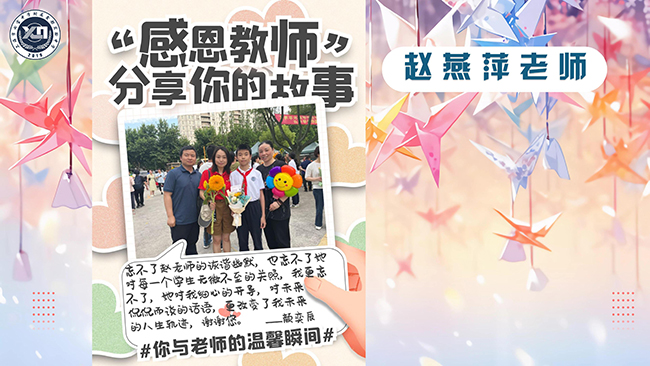 “感恩教师”
分享你的故事
赵燕萍老师
忘不了赵老师的诙谐幽默，也忘不了她
对每一个学生无微不至的关照，我更忘
不了，她对我细心的开导，对未来
侃侃而谈的话语，更改变了我未来
的人生轨迹，谢谢您。 ——颜奕辰
#你与老师的温馨瞬间#